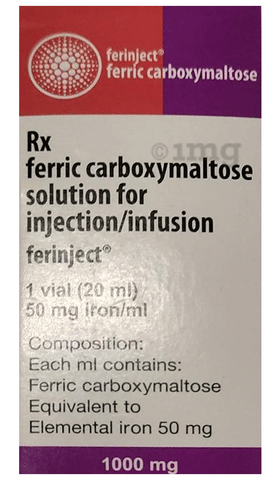 ferinject®
ferric carboxymaltose
1mg
Rx
ferric carboxymaltose
solution for
injection/infusion
ferinject®
1 vial (20 ml)
50 mg iron/ml
Composition:
Each ml contains:
Ferric carboxymaltose
Equivalent to
Elemental iron 50 mg
1000 mg